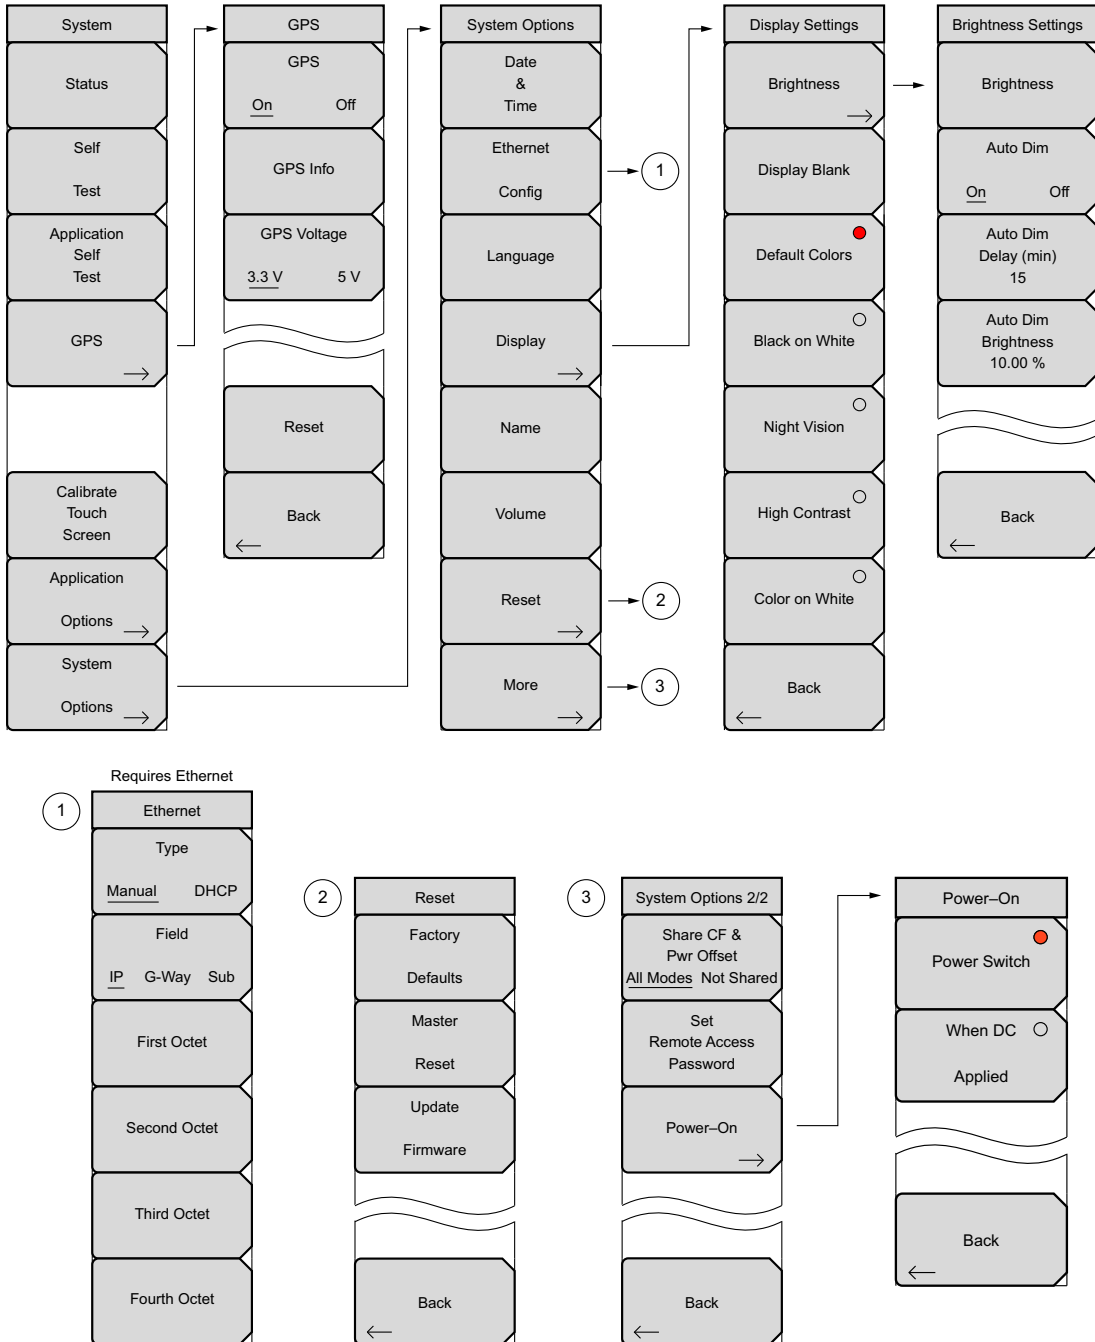 System
Status
Self
Test
Application
Self
Test
GPS
Calibrate
Touch
Screen
Application
Options
System
Options
GPS
GPS
On Off
GPS Info
GPS Voltage
3.3 V 5 V
Reset
Back
System Options
Date
&
Time
Ethernet
Config
1
Language
Display
Name
Volume
Reset
2
More
3
Display Settings
Brightness
Display Blank
Default Colors
Black on White
Night Vision
High Contrast
Color on White
Back
Brightness Settings
Brightness
Auto Dim
On Off
Auto Dim
Delay (min)
15
Auto Dim
Brightness
10.00 %
Back
Requires Ethernet
1
Ethernet
Type
Manual DHCP
Field
IP G-Way Sub
First Octet
Second Octet
Third Octet
Fourth Octet
2
Reset
Factory
Defaults
Master
Reset
Update
Firmware
Back
3
System Options 2/2
Share CF &
Pwr Offset
All Modes Not Shared
Set
Remote Access
Password
Power–On
Back
Power–On
Power Switch
When DC
Applied
Back